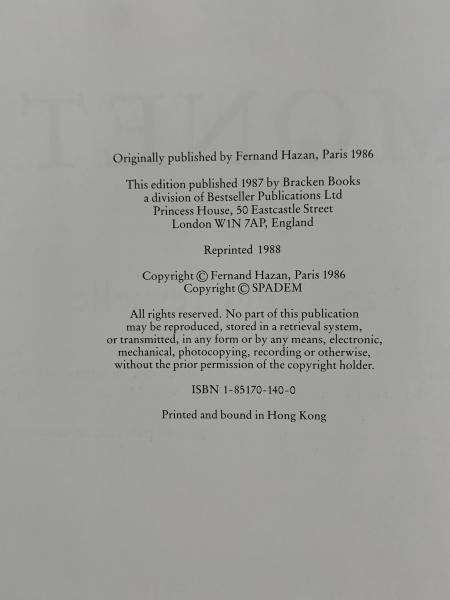 Originally published by Fernand Hazan, Paris 1986
This edition published 1987 by Bracken Books
a division of Bestseller Publications Ltd
Princess House, 50 Eastcastle Street
London W1N 7AP, England
Reprinted 1988
Copyright © Fernand Hazan, Paris 1986
Copyright © SPADEM
All rights reserved. No part of this publication
may be reproduced, stored in a retrieval system,
or transmitted, in any form or by any means, electronic,
mechanical, photocopying, recording or otherwise,
without the prior permission of the copyright holder.
ISBN 1-85170-140-0
Printed and bound in Hong Kong